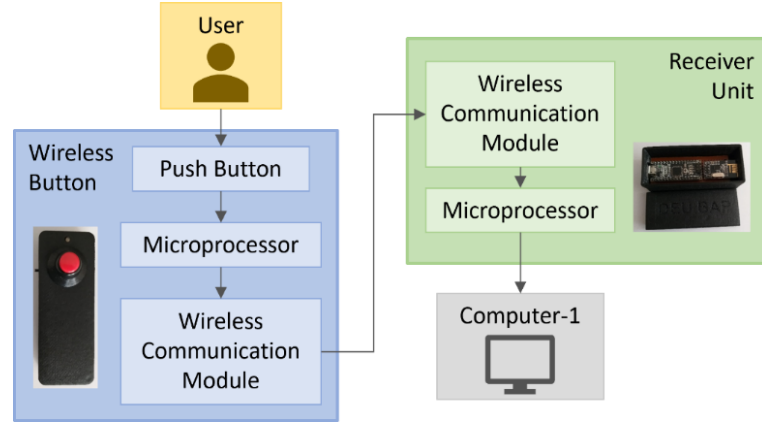 User
Wireless
Button
Push Button
Microprocessor
Wireless
Communication
Module
Receiver
Unit
Wireless
Communication
Module
Microprocessor
Computer-1